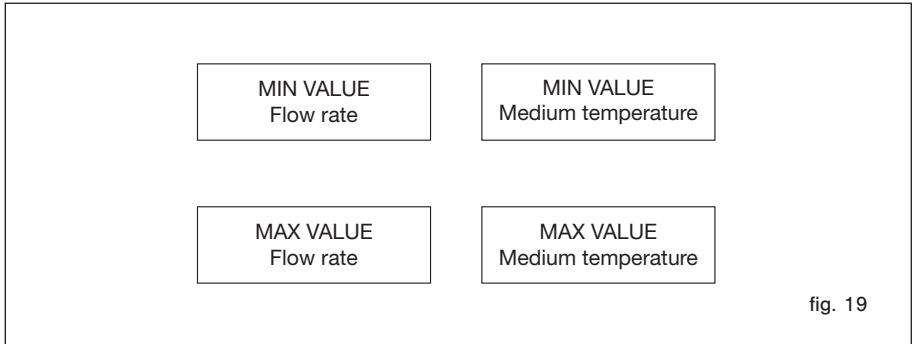 MIN VALUE
Flow rate
MIN VALUE
Medium temperature
MAX VALUE
Flow rate
MAX VALUE
Medium temperature
fig. 19